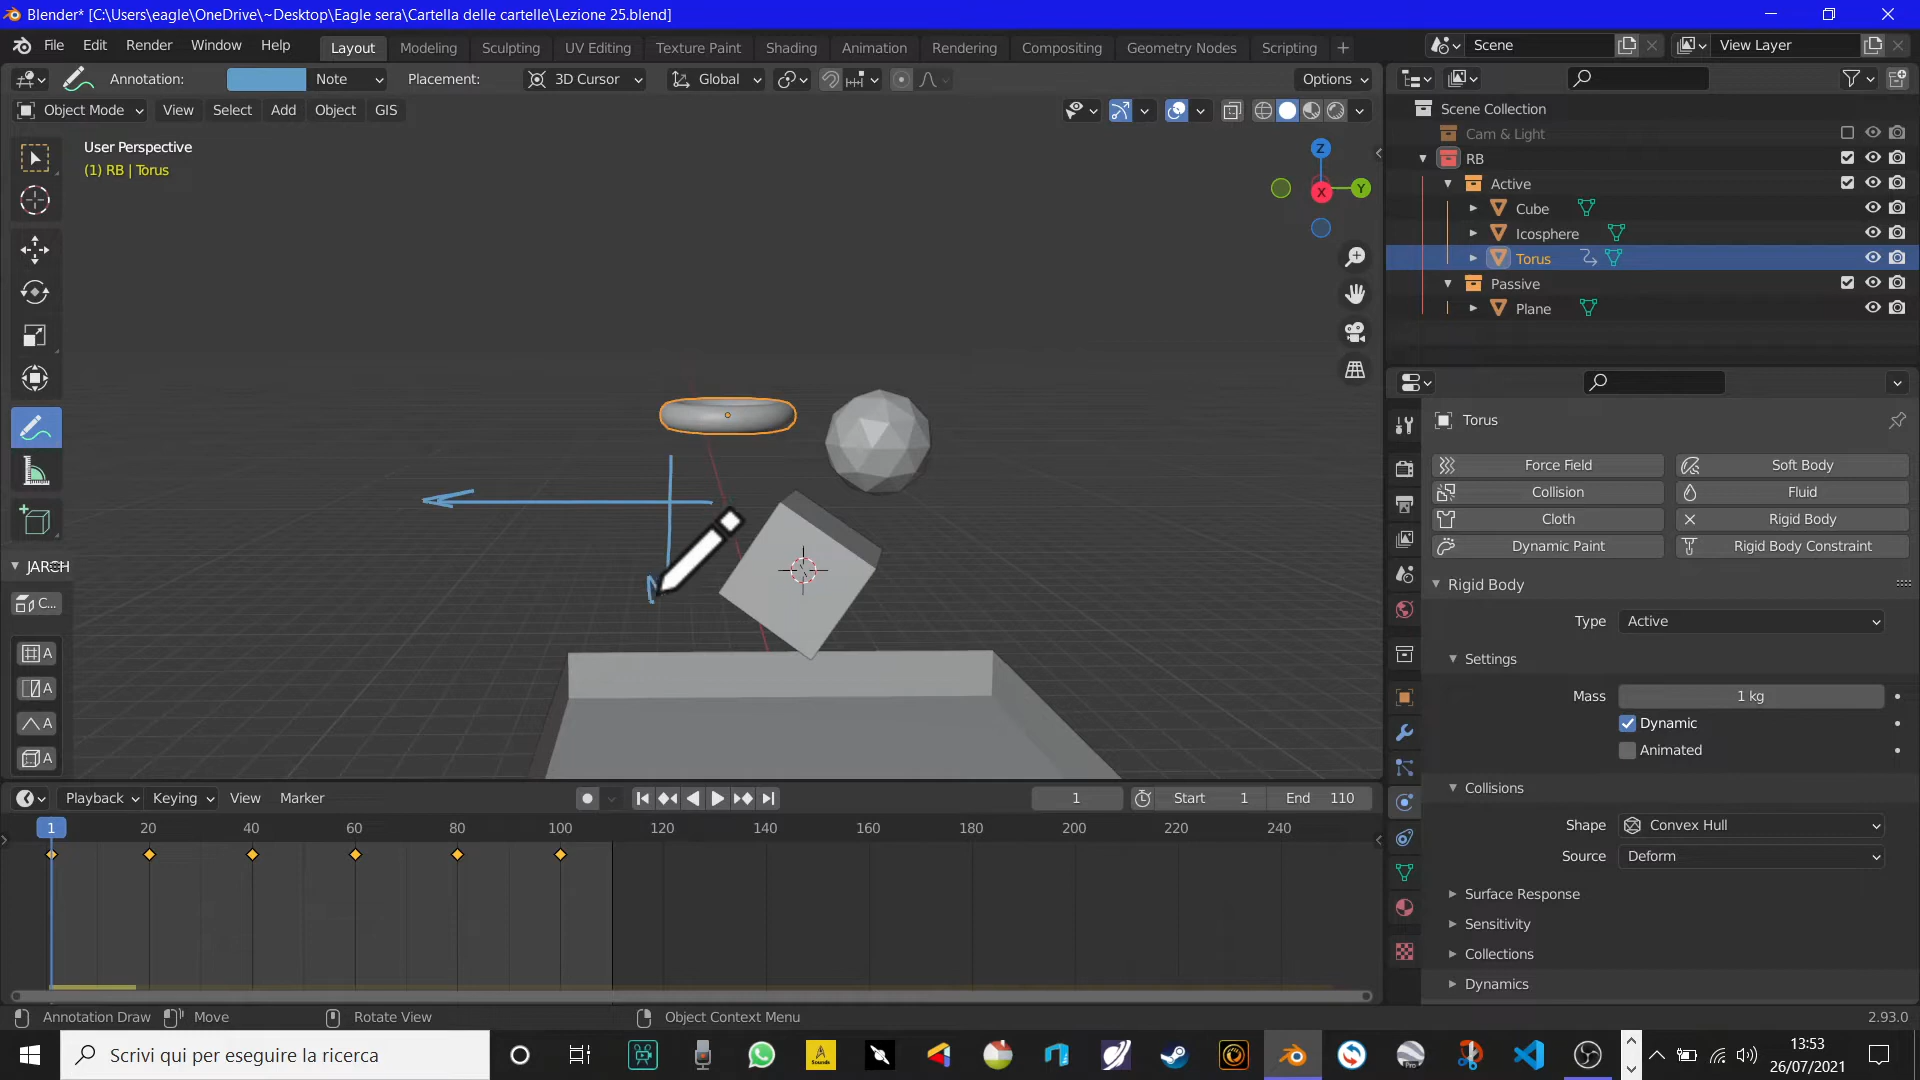 Blender* [C:\Users\eagle\OneDrive\~Desktop\Eagle sera\Cartella delle cartelle\Lezione 25.blend]
File Edit Render Window Help Layout Modeling Sculpting UV Editing Texture Paint Shading Animation Rendering Compositing Geometry Nodes Scripting + Scene View Layer
Annotation: Note Placement: 3D Cursor Global Options
Object Mode View Select Add Object GIS
User Perspective
(1) RB | Torus
Z
X
Y
JARCH
C...
A
A
A
A
Scene Collection
Cam & Light
RB
Active
Cube
Icosphere
Torus
Passive
Plane
Torus
Force Field Soft Body
Collision Fluid
Cloth Rigid Body
Dynamic Paint Rigid Body Constraint
Rigid Body
Type Active
Settings
Mass 1 kg
Dynamic
Animated
Collisions
Shape Convex Hull
Source Deform
Surface Response
Sensitivity
Collections
Dynamics
Playback Keying View Marker 1 Start 1 End 110
1 20 40 60 80 100 120 140 160 180 200 220 240
Annotation Draw Move Rotate View Object Context Menu 2.93.0
Scrivi qui per eseguire la ricerca
13:53
26/07/2021